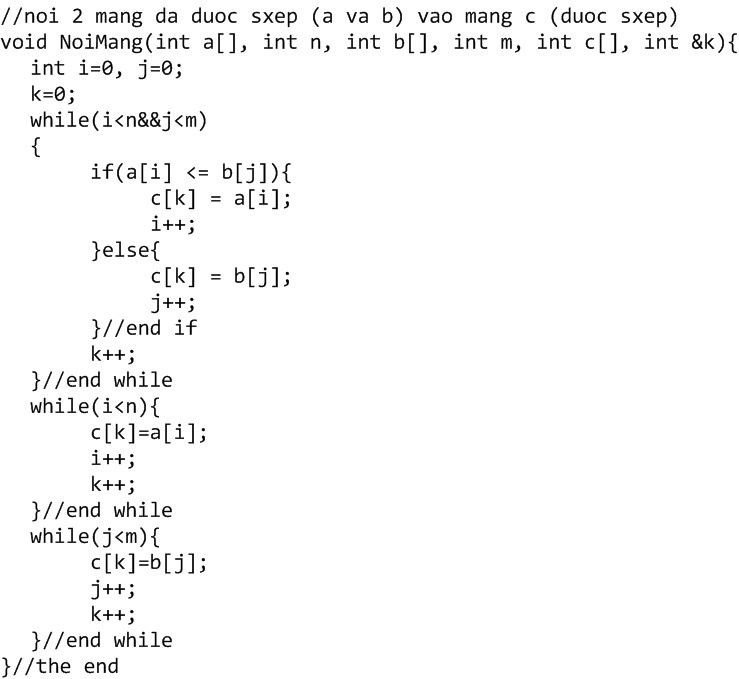 //noi 2 mang da duoc sxep (a va b) vao mang c (duoc sxep)
void NoiMang(int a[], int n, int b[], int m, int c[], int &k){
int i=0, j=0;
k=0;
while(i<n&&j<m)
{
if(a[i] <= b[j]){
c[k] = a[i];
i++;
}else{
c[k] = b[j];
j++;
}//end if
k++;
}//end while
while(i<n){
c[k]=a[i];
i++;
k++;
}//end while
while(j<m){
c[k]=b[j];
j++;
k++;
}//end while
}//the end